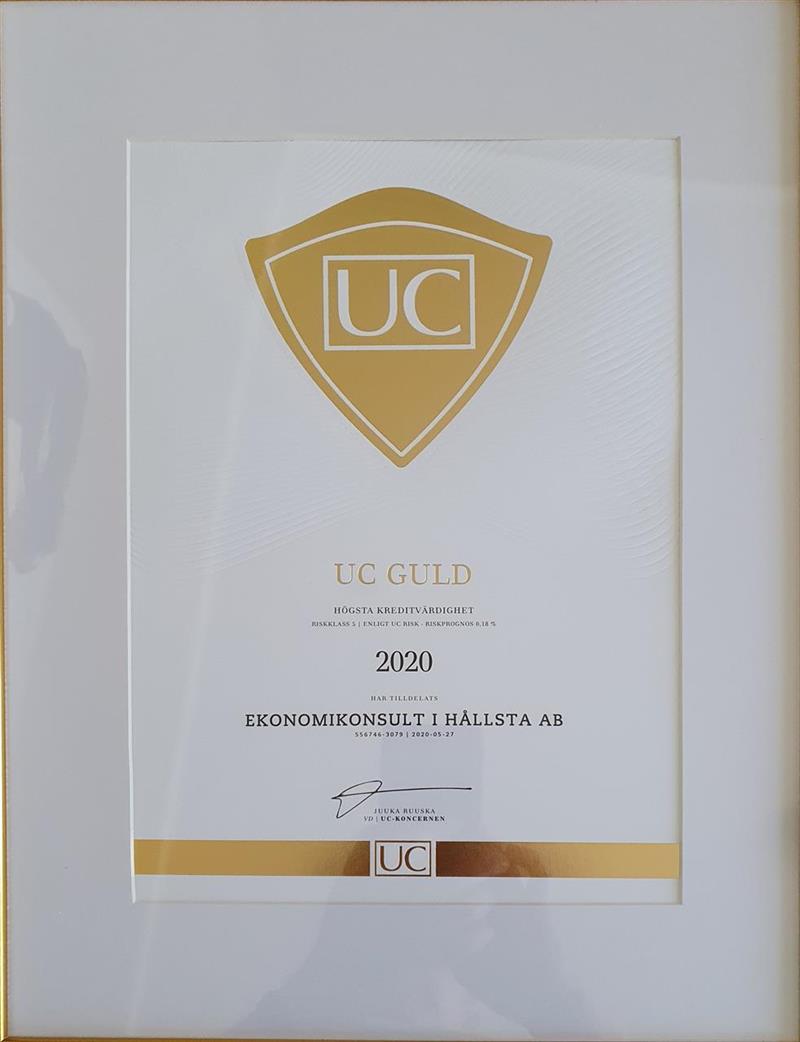 UC
UC GULD
HÖGSTA KREDITVÄRDIGHET
RISKKLASS 5 | ENLIGT UC RISK - RISKPROGNOS 0,18 %
2020
HAR TILLDELATS
EKONOMIKONSULT I HÅLLSTA AB
556746-3079 | 2020-05-27
JUUKA RUUSKA
VD | UC-KONCERNEN
UC